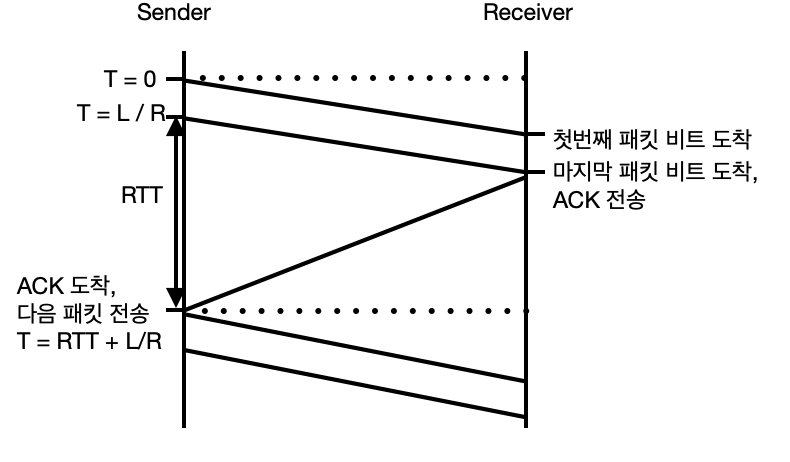 Sender
Receiver
T = 0
T = L / R
첫번째 패킷 비트 도착
마지막 패킷 비트 도착,
ACK 전송
RTT
ACK 도착,
다음 패킷 전송
T = RTT + L/R